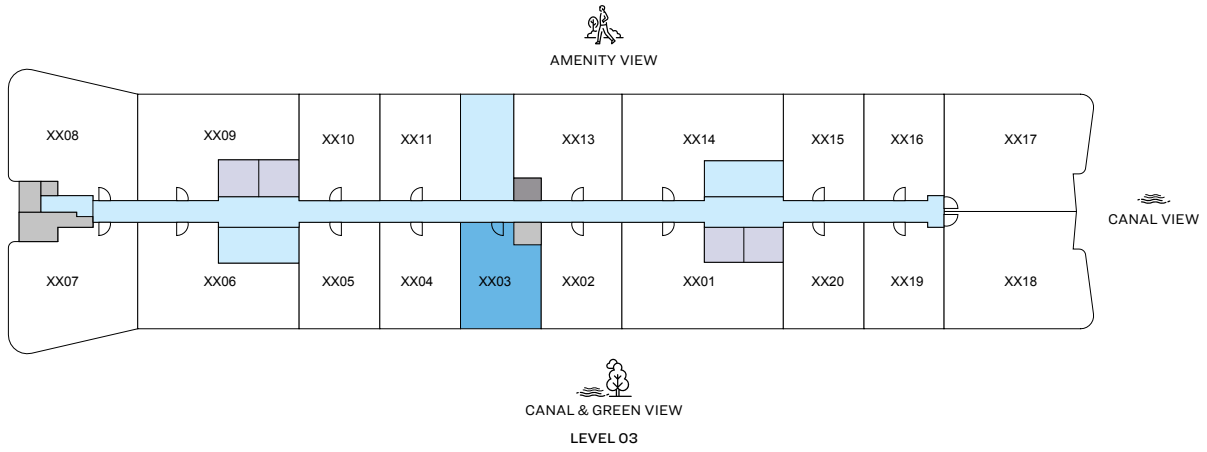 AMENITY VIEW
XX08
XX09
XX10
XX11
XX13
XX14
XX15
XX16
XX17
CANAL VIEW
XX07
XX06
XX05
XX04
XX03
XX02
XX01
XX20
XX19
XX18
CANAL & GREEN VIEW
LEVEL 03